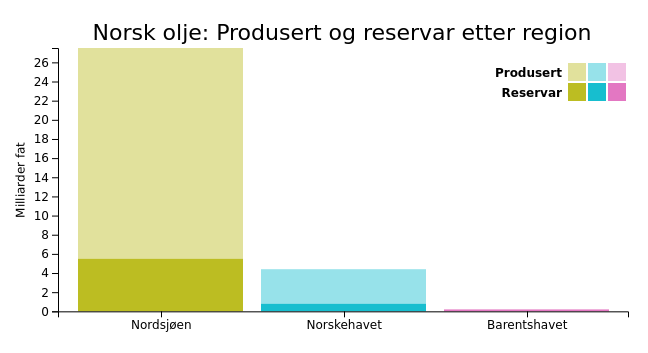 Norsk olje: Produsert og reservar etter region
Produsert
Reservar
Milliarder fat
26
24
22
20
18
16
14
12
10
8
6
4
2
0
Nordsjøen
Norskehavet
Barentshavet